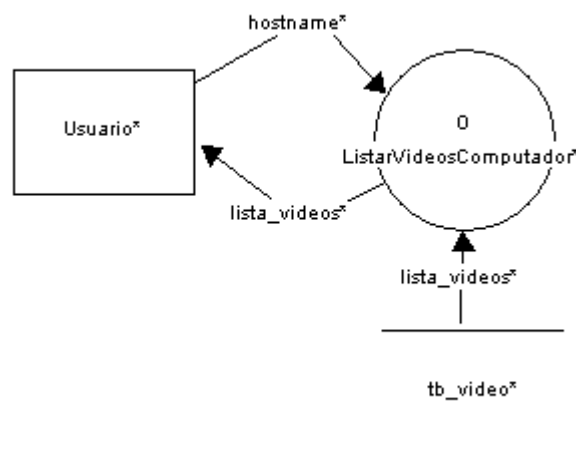 hostname*
Usuario*
0
ListarVideosComputador*
lista_videos*
lista_videos*
tb_video*